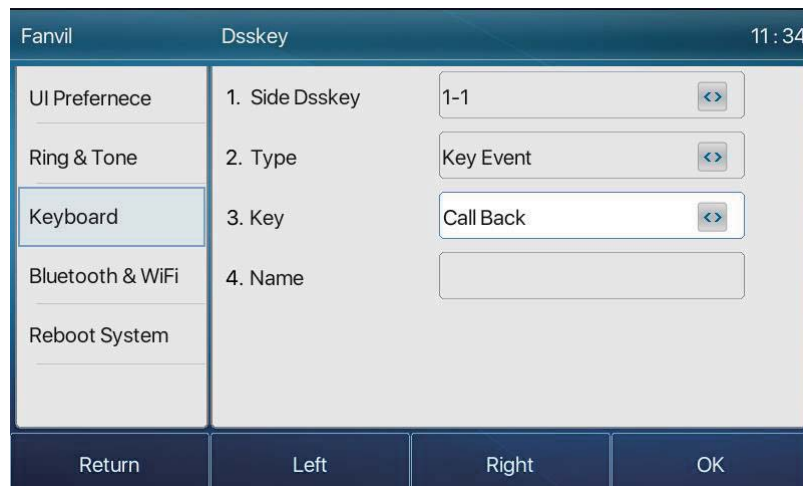 Fanvil Dsskey 11:34
UI Prefernece
Ring & Tone
Keyboard
Bluetooth & WiFi
Reboot System
1. Side Dsskey 1-1
2. Type Key Event
3. Key Call Back
4. Name
Return Left Right OK